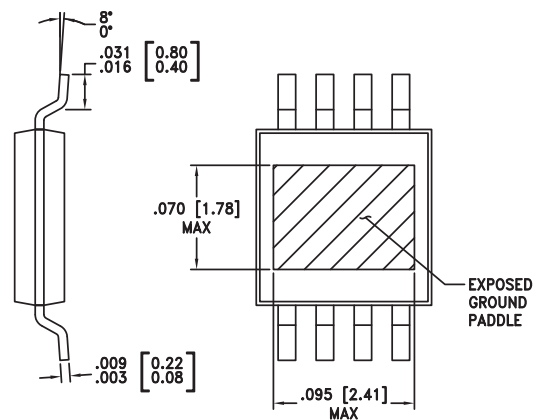 8°
0°
.031 [0.80]
.016 [0.40]
.070 [1.78]
MAX
EXPOSED
GROUND
PADDLE
.009 [0.22]
.003 [0.08]
.095 [2.41]
MAX